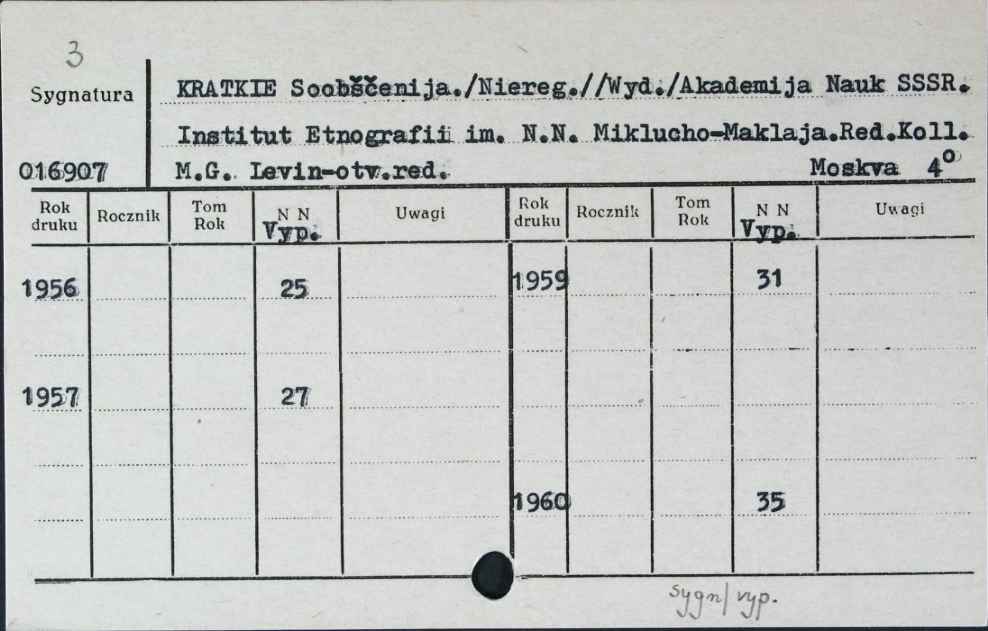 3
Sygnatura
KRATKIE Soobščenija./Niereg.//Wyd./Akademija Nauk SSSR.
Institut Etnografii im. N.N. Miklucho-Maklaja.Red.Koll.
016907 M.G. Levin-otv.red. Moskva 4°
Rok druku Rocznik Tom Rok N N Vyp. Uwagi Rok druku Rocznik Tom Rok N N Vyp. Uwagi
1956 25 1959 31
1957 27
1960 35
sygn/vyp.